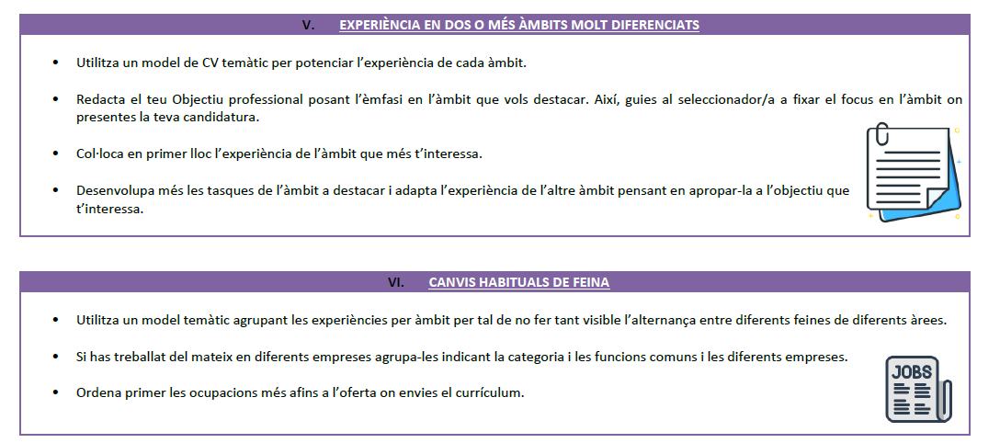 V. EXPERIÈNCIA EN DOS O MÉS ÀMBITS MOLT DIFERENCIATS
• Utilitza un model de CV temàtic per potenciar l’experiència de cada àmbit.
• Redacta el teu Objectiu professional posant l’èmfasi en l’àmbit que vols destacar. Així, guies al seleccionador/a a fixar el focus en l’àmbit on
presentes la teva candidatura.
• Col·loca en primer lloc l’experiència de l’àmbit que més t’interessa.
• Desenvolupa més les tasques de l’àmbit a destacar i adapta l’experiència de l’altre àmbit pensant en apropar-la a l’objectiu que
t’interessa.
VI. CANVIS HABITUALS DE FEINA
• Utilitza un model temàtic agrupant les experiències per àmbit per tal de no fer tant visible l’alternança entre diferents feines de diferents àrees.
• Si has treballat del mateix en diferents empreses agrupa-les indicant la categoria i les funcions comuns i les diferents empreses.
JOBS
• Ordena primer les ocupacions més afins a l’oferta on envies el currículum.